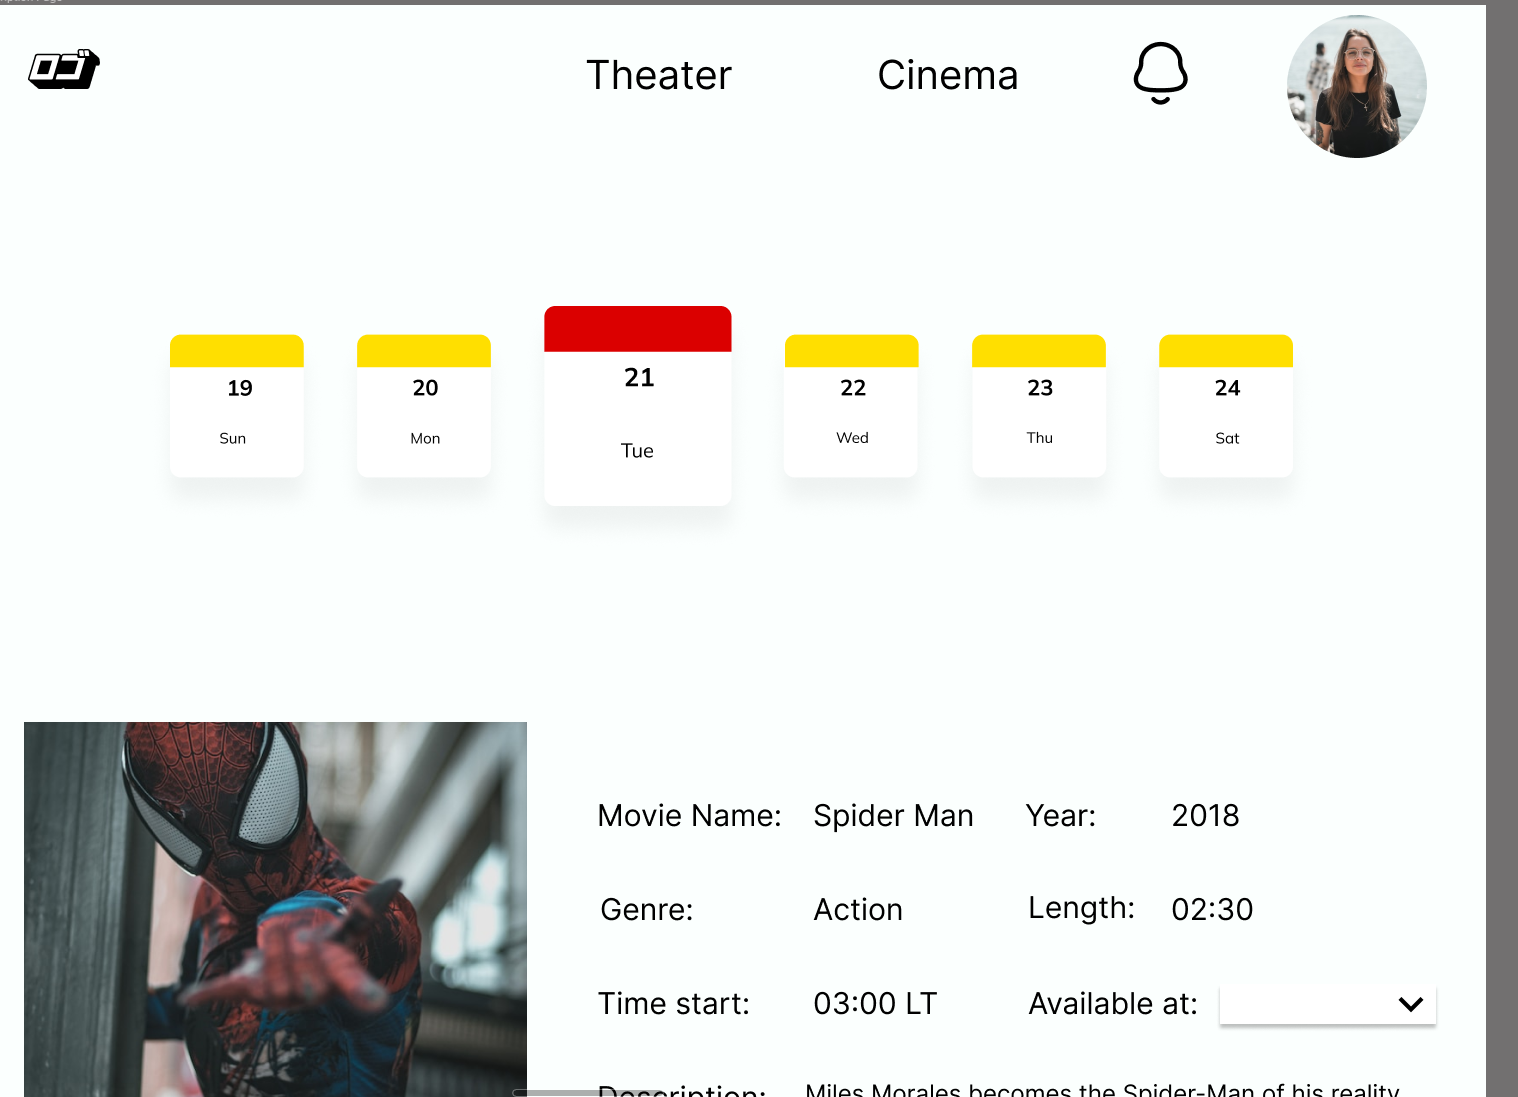 ロゴ
Theater
Cinema
19
Sun
20
Mon
21
Tue
22
Wed
23
Thu
24
Sat
Movie Name: Spider Man Year: 2018
Genre: Action Length: 02:30
Time start: 03:00 LT Available at:
Description: Miles Morales becomes the Spider-Man of his reality